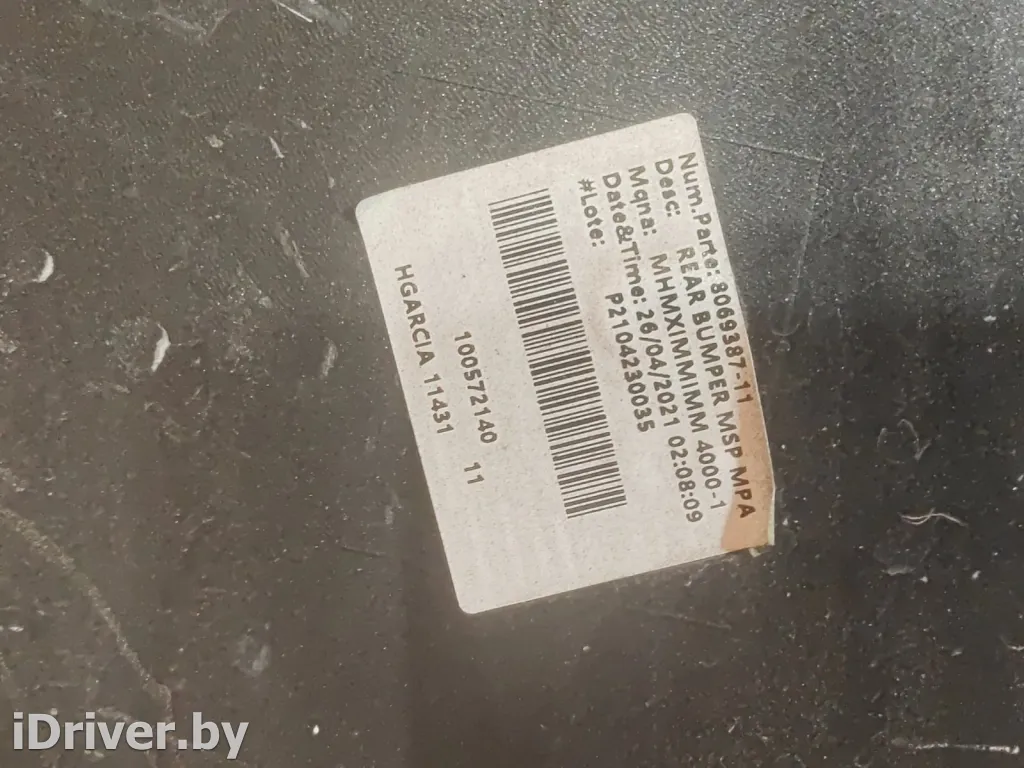 Num.Parte: 8069387-11
Desc: REAR BUMPER MSP MPA
Mqna: MHMXIMMIMM 4000-1
Date&Time: 26/04/2021 02:08:09
#Lote: P2104230035
100572140 11
HGARCIA 11431
iDriver.by